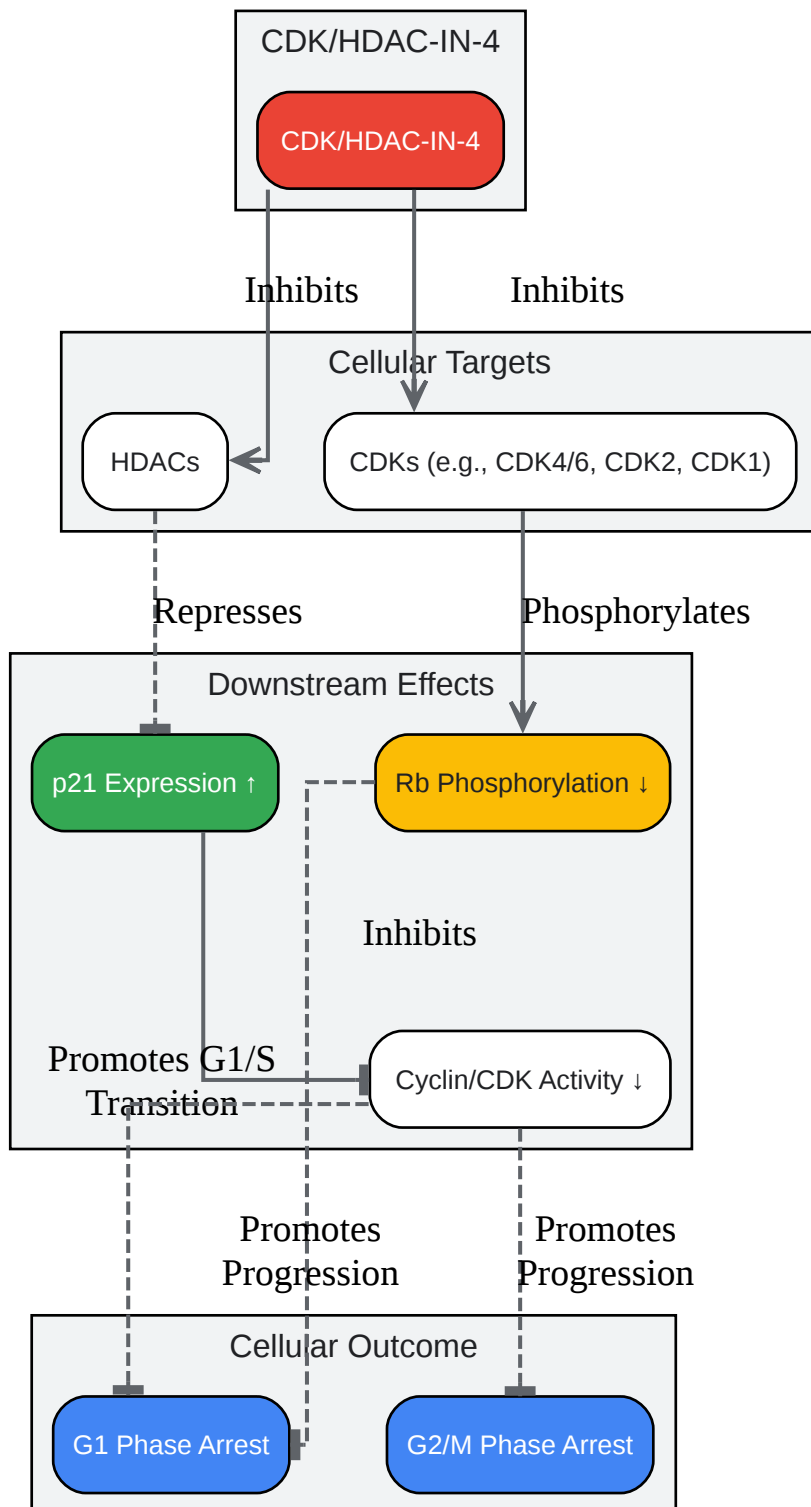 CDK/HDAC-IN-4
CDK/HDAC-IN-4
Inhibits
Inhibits
Cellular Targets
HDACs
CDKs (e.g., CDK4/6, CDK2, CDK1)
Represses
Phosphorylates
Downstream Effects
p21 Expression ↑
Rb Phosphorylation ↓
Inhibits
Promotes G1/S
Transition
Cyclin/CDK Activity ↓
Promotes
Progression
Promotes
Progression
Cellular Outcome
G1 Phase Arrest
G2/M Phase Arrest